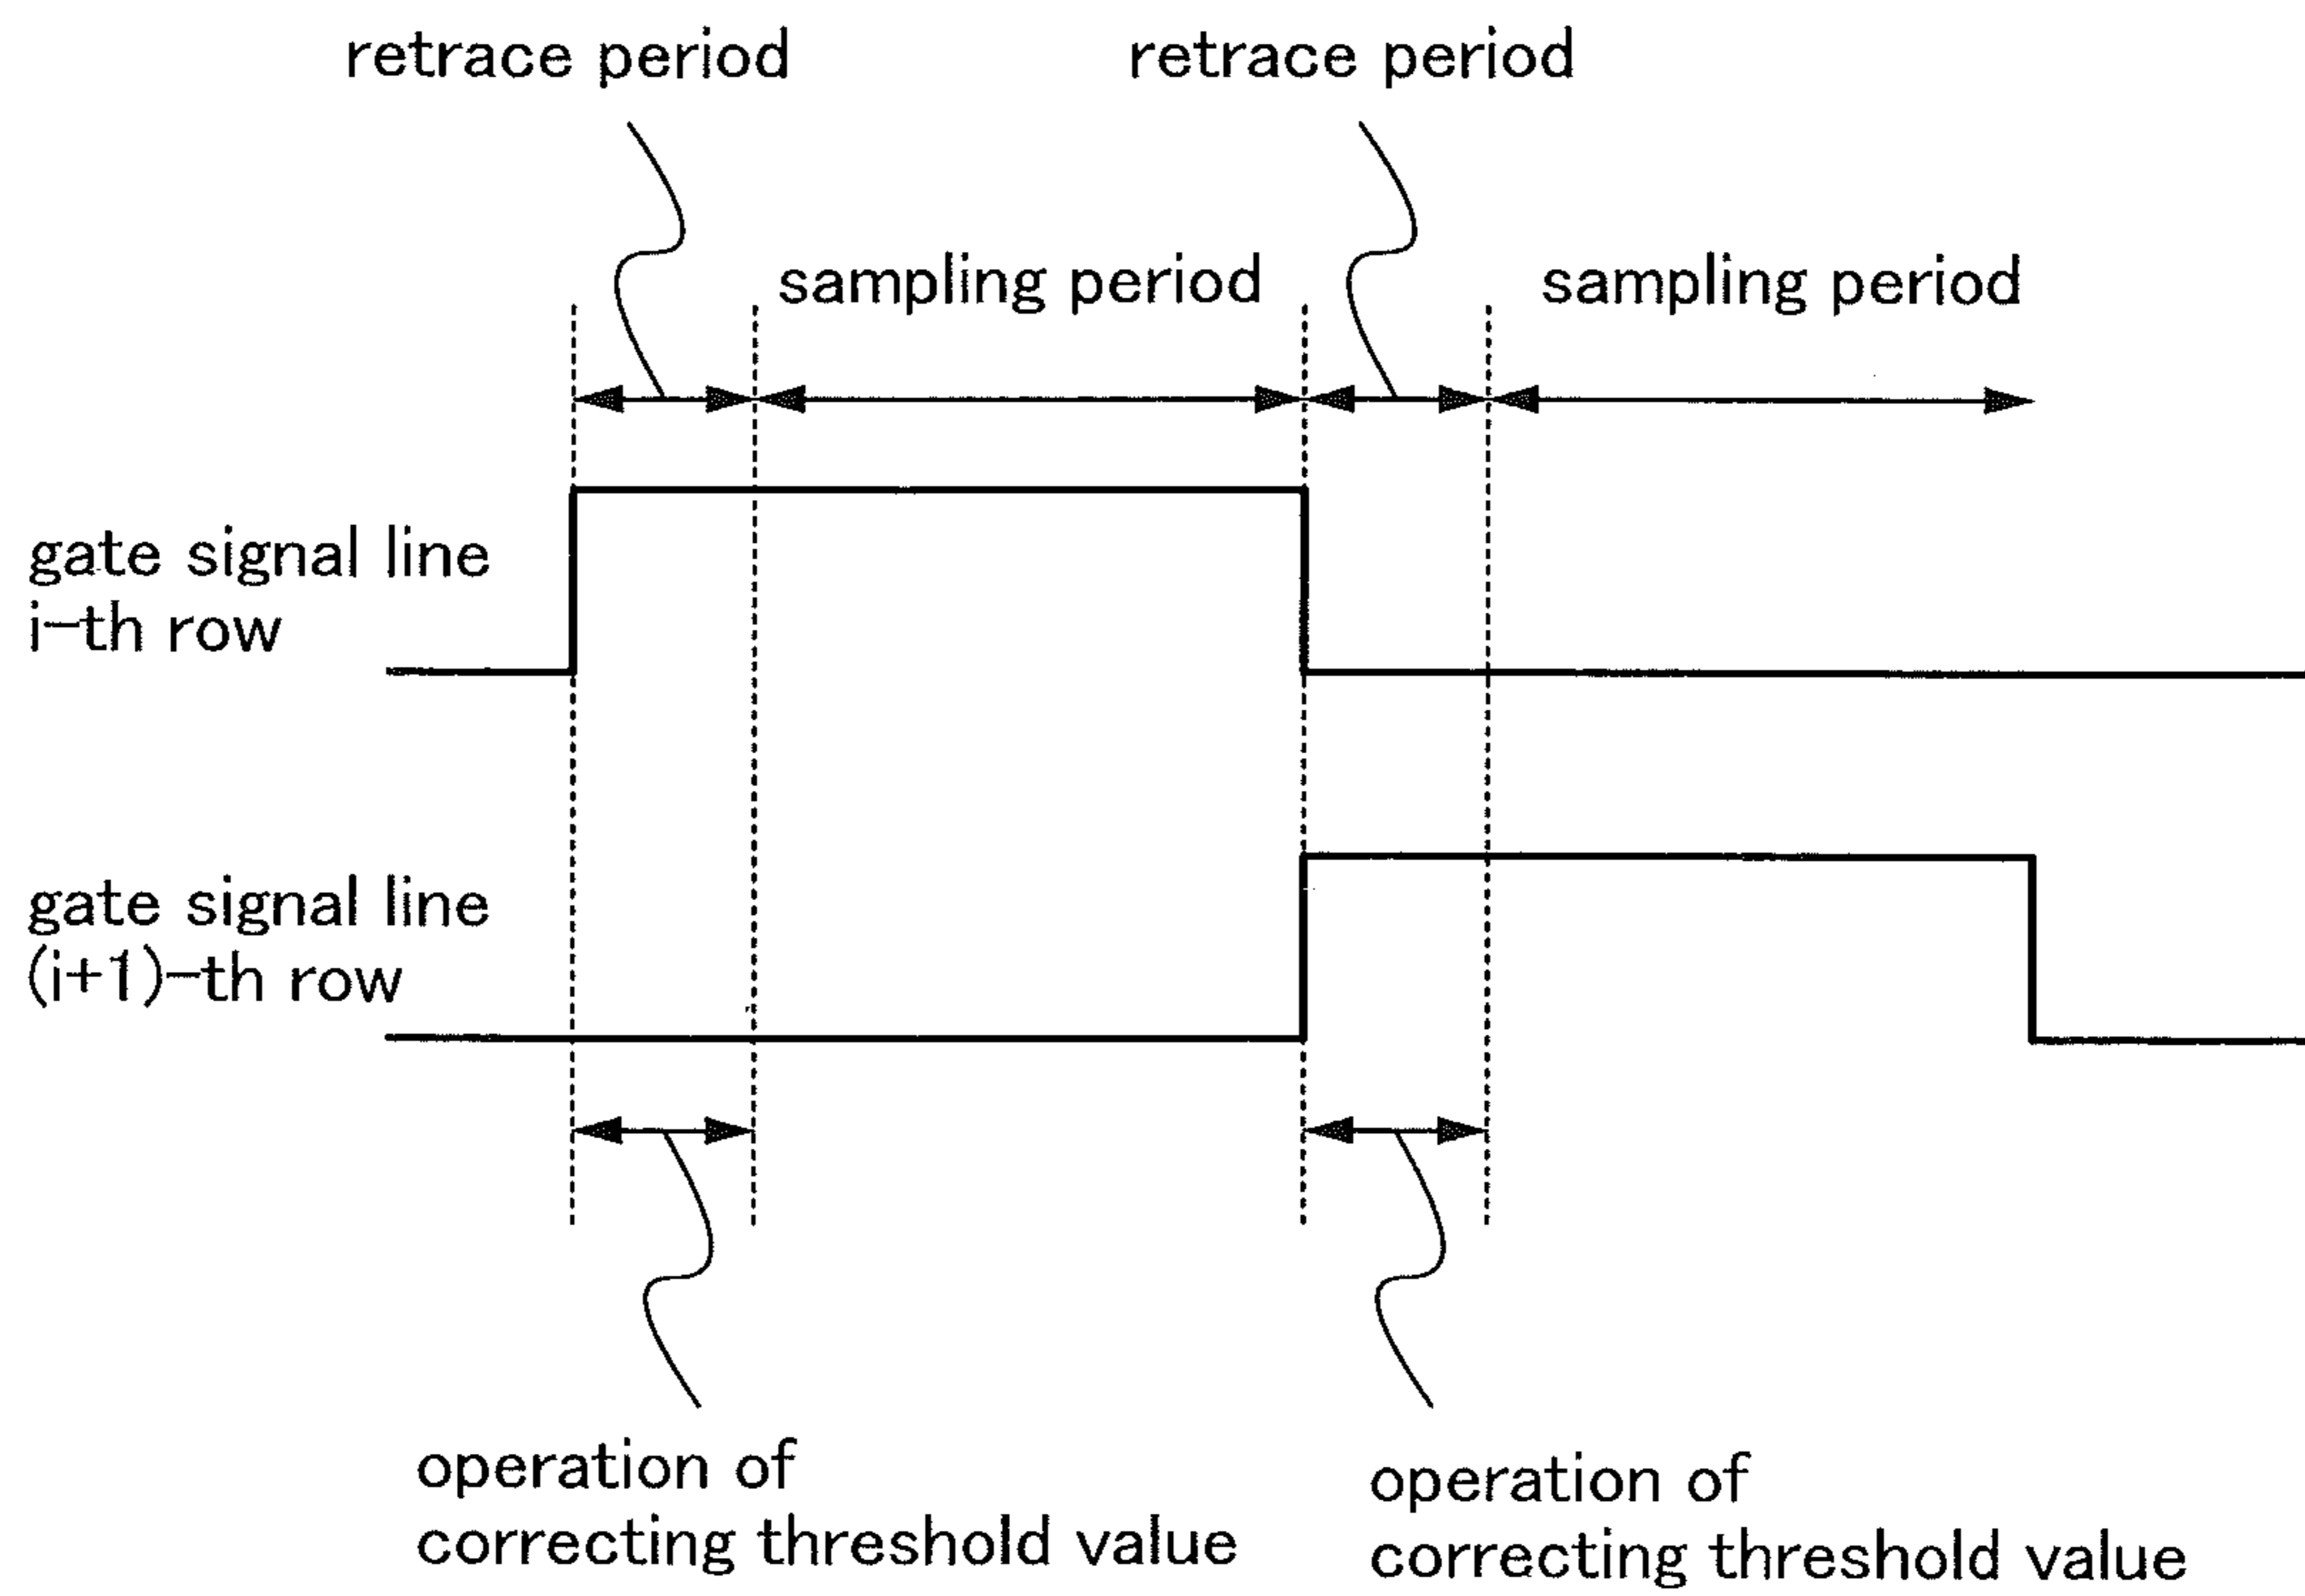 retrace period
retrace period
sampling period
sampling period
gate signal line
i-th row
gate signal line
(i+1)-th row
operation of
correcting threshold value
operation of
correcting threshold value